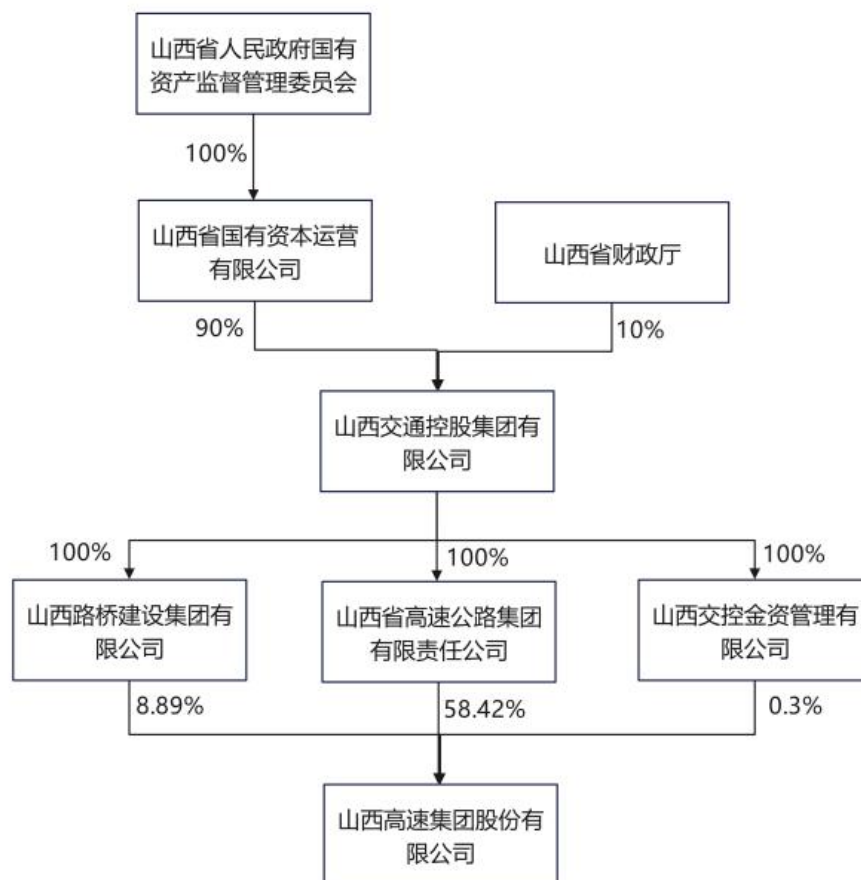 山西省人民政府国有
资产监督管理委员会
100%
山西省国有资本运营
有限公司
山西省财政厅
90%
10%
山西交通控股集团有
限公司
100%
100%
100%
山西路桥建设集团有
限公司
山西省高速公路集团
有限责任公司
山西交控金资管理有
限公司
8.89%
58.42%
0.3%
山西高速集团股份有
限公司